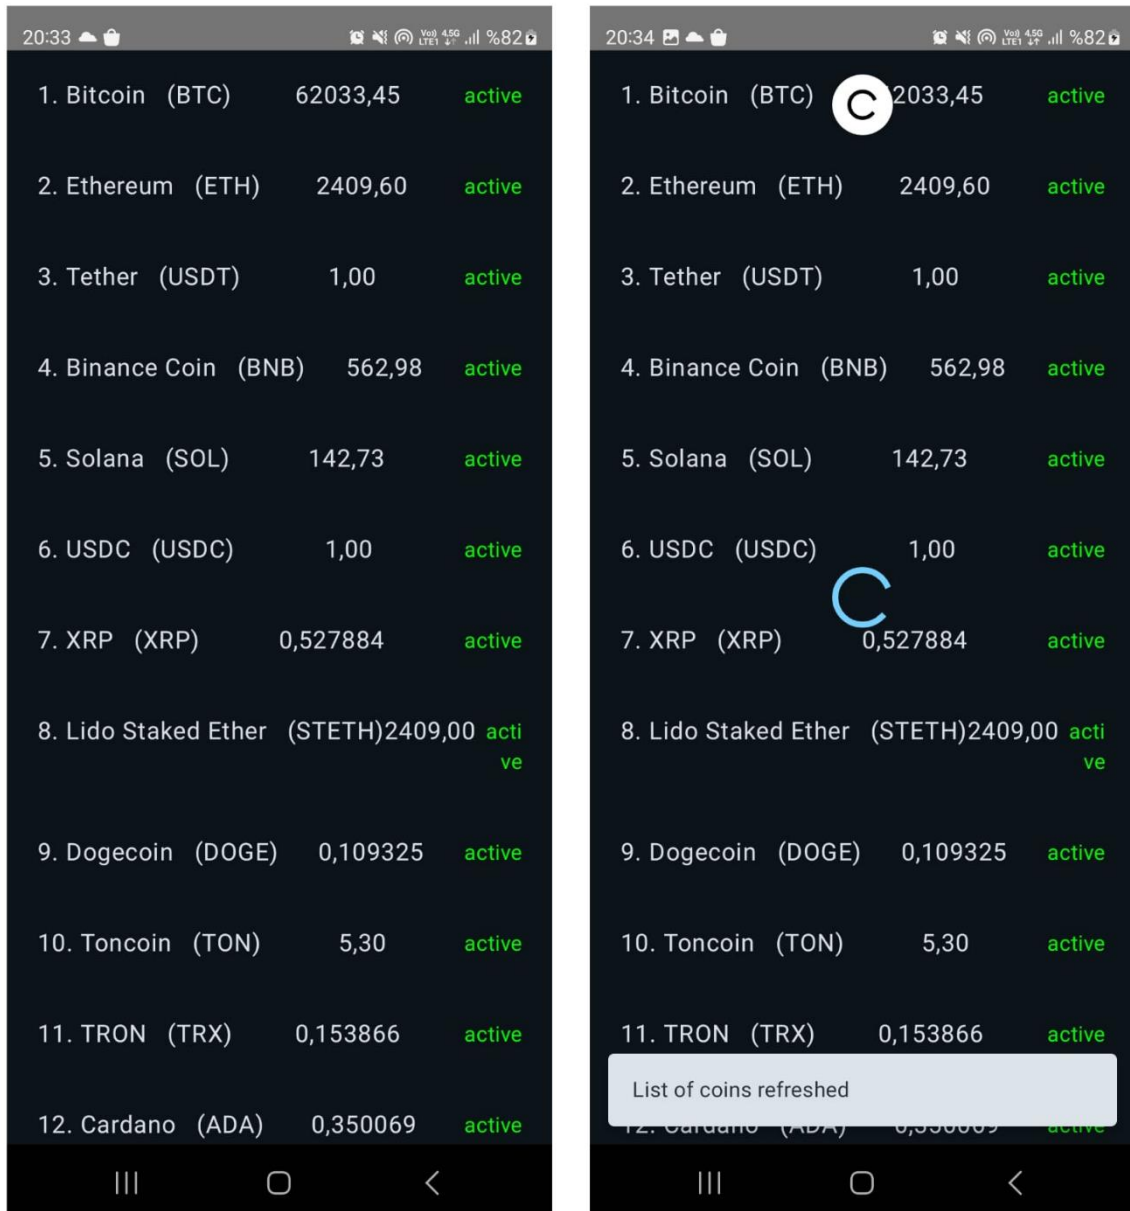 20:33 Vo)) LTE1 4.5G %82
1. Bitcoin (BTC) 62033,45 active
2. Ethereum (ETH) 2409,60 active
3. Tether (USDT) 1,00 active
4. Binance Coin (BNB) 562,98 active
5. Solana (SOL) 142,73 active
6. USDC (USDC) 1,00 active
7. XRP (XRP) 0,527884 active
8. Lido Staked Ether (STETH)2409,00 acti
ve
9. Dogecoin (DOGE) 0,109325 active
10. Toncoin (TON) 5,30 active
11. TRON (TRX) 0,153866 active
12. Cardano (ADA) 0,350069 active
20:34 Vo)) LTE1 4.5G %82
1. Bitcoin (BTC) 2033,45 active
2. Ethereum (ETH) 2409,60 active
3. Tether (USDT) 1,00 active
4. Binance Coin (BNB) 562,98 active
5. Solana (SOL) 142,73 active
6. USDC (USDC) 1,00 active
7. XRP (XRP) 0,527884 active
8. Lido Staked Ether (STETH)2409,00 acti
ve
9. Dogecoin (DOGE) 0,109325 active
10. Toncoin (TON) 5,30 active
11. TRON (TRX) 0,153866 active
List of coins refreshed